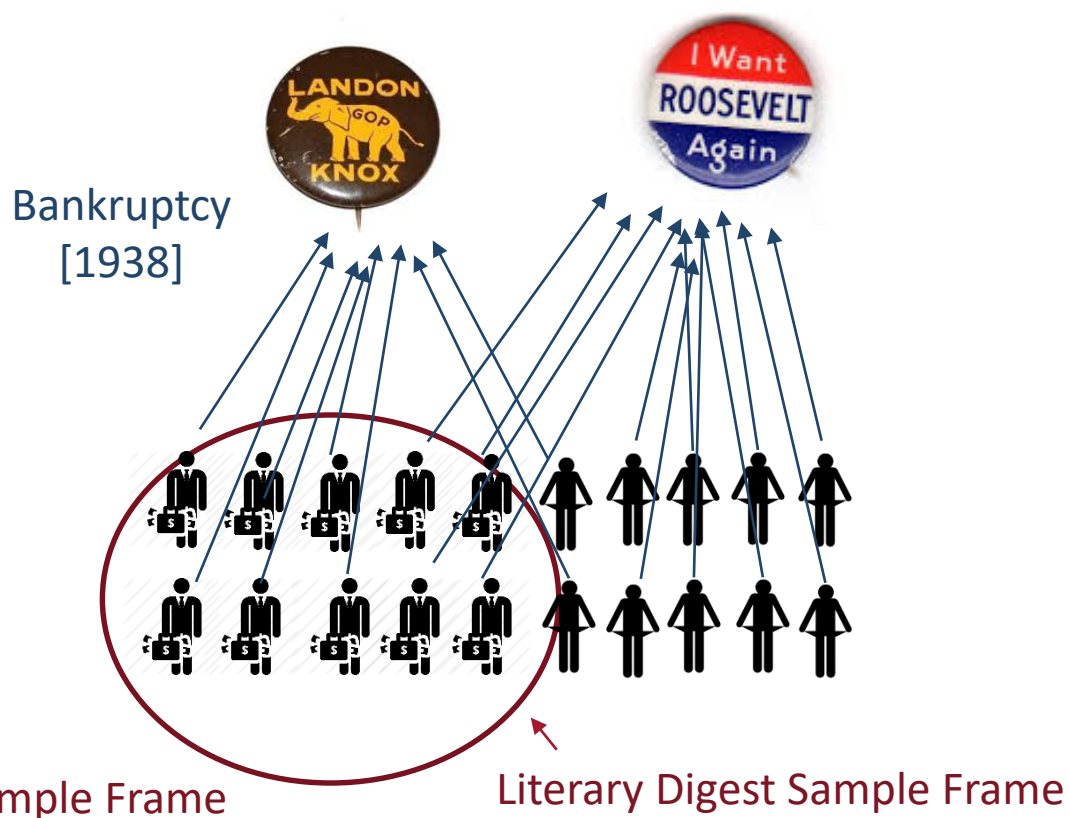 LANDON
GOP
KNOX
I Want
ROOSEVELT
Again
Bankruptcy
[1938]
$
$
$
$
$
$
$
$
$
$
Literary Digest Sample Frame
mple Frame